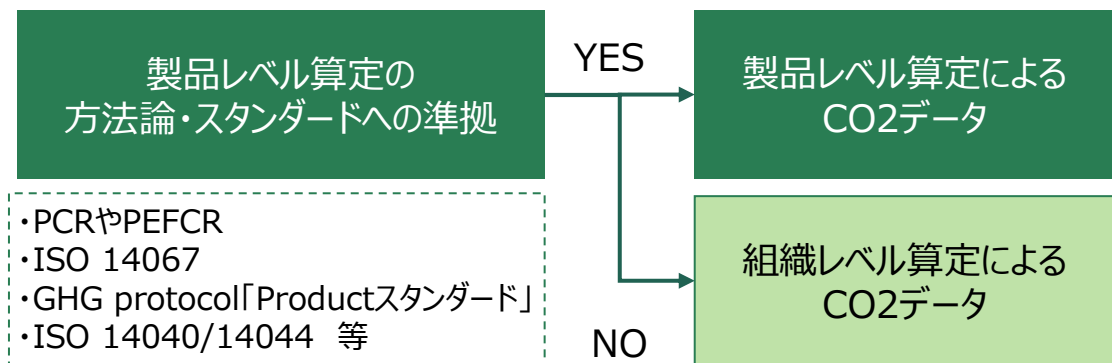 製品レベル算定の
方法論・スタンダードへの準拠
YES
製品レベル算定による
CO2データ
・PCRやPEFCR
・ISO 14067
・GHG protocol「Productスタンダード」
・ISO 14040/14044 等
NO
組織レベル算定による
CO2データ